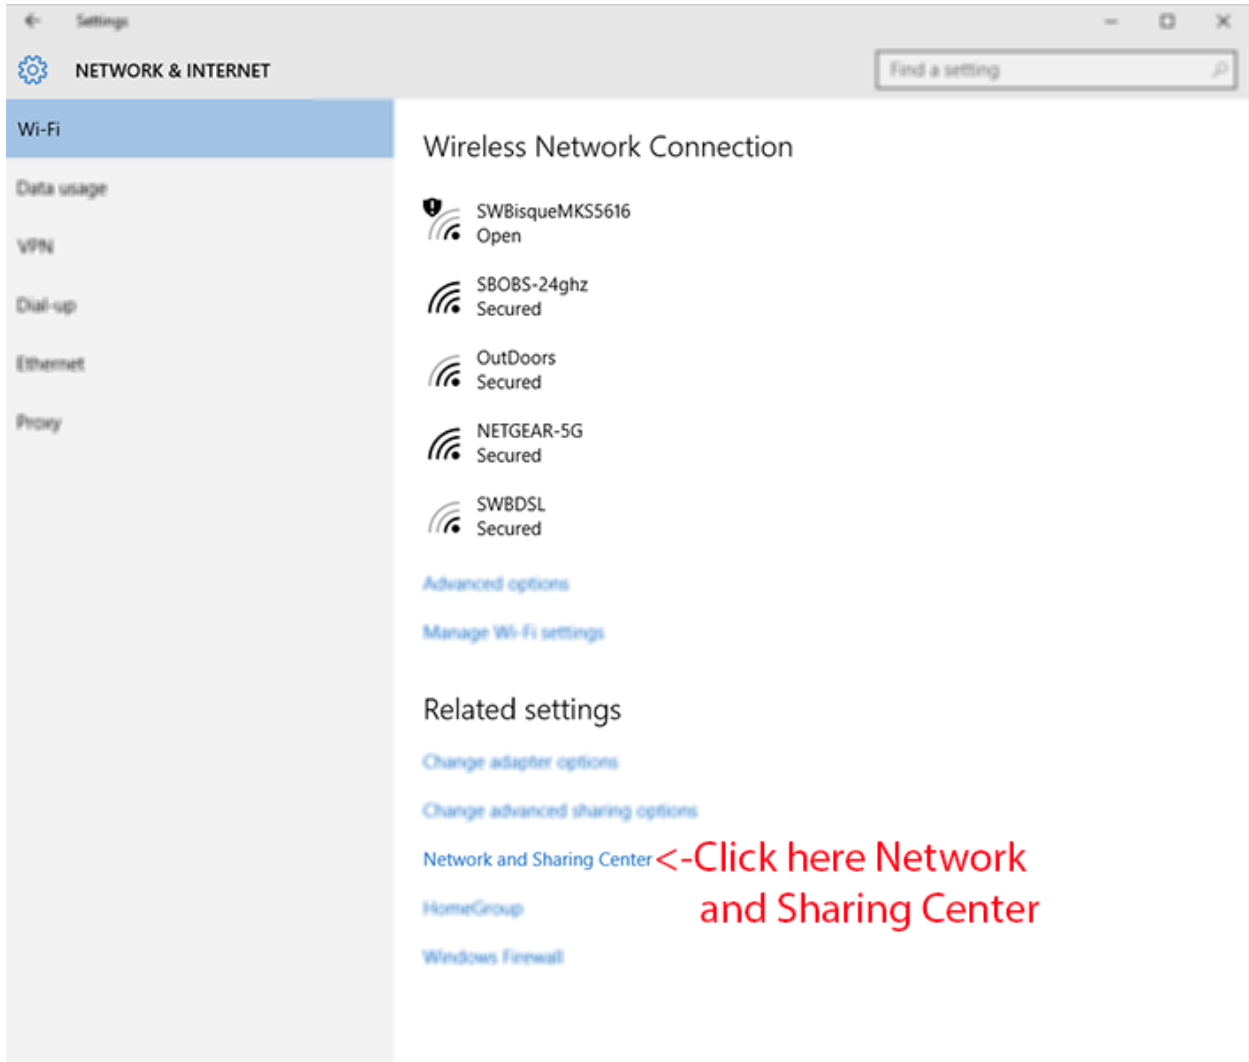 Settings
NETWORK & INTERNET
Find a setting
Wi-Fi
Data usage
VPN
Dial-up
Ethernet
Proxy
Wireless Network Connection
SWBisqueMKS5616
Open
SBOBS-24ghz
Secured
OutDoors
Secured
NETGEAR-5G
Secured
SWBDSL
Secured
Advanced options
Manage Wi-Fi settings
Related settings
Change adapter options
Change advanced sharing options
Network and Sharing Center <-Click here Network
and Sharing Center
HomeGroup
Windows Firewall